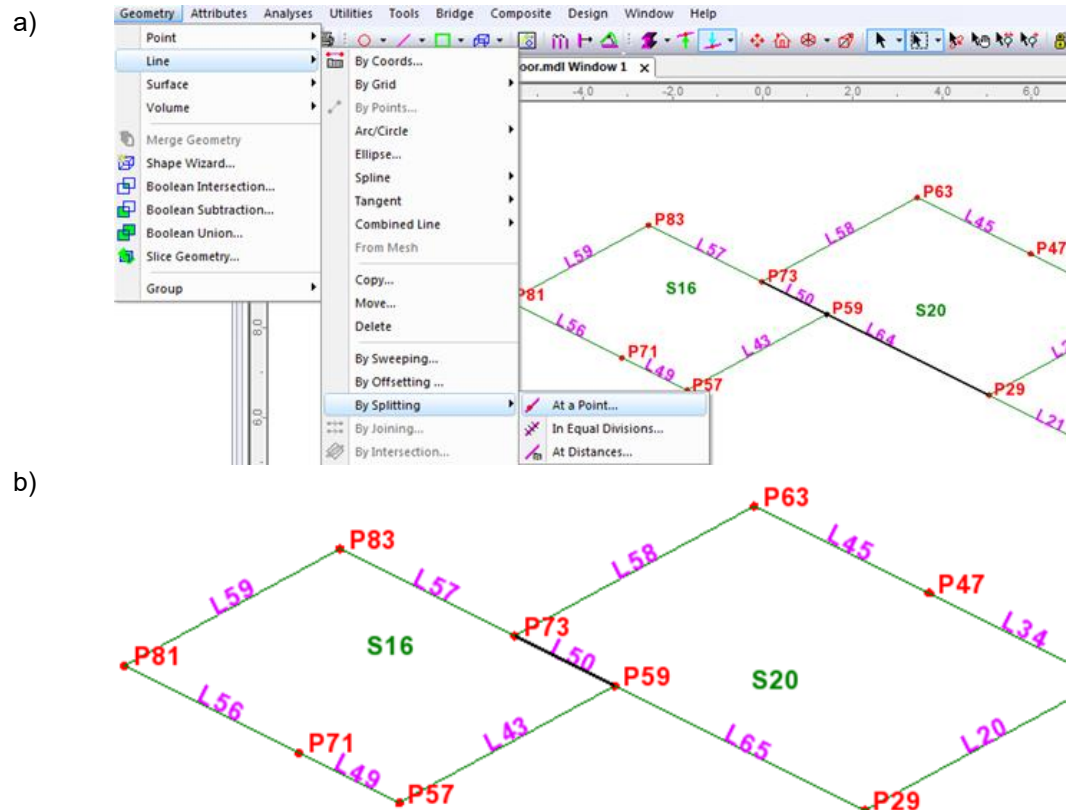 a)
Geometry Attributes Analyses Utilities Tools Bridge Composite Design Window Help
Point
Line
Surface
Volume
Merge Geometry
Shape Wizard...
Boolean Intersection...
Boolean Subtraction...
Boolean Union...
Slice Geometry...
Group
By Coords...
By Grid
By Points...
Arc/Circle
Ellipse...
Spline
Tangent
Combined Line
From Mesh
Copy...
Move...
Delete
By Sweeping...
By Offsetting ...
By Splitting
By Joining...
By Intersection...
At a Point...
In Equal Divisions...
At Distances...
oor.mdl Window 1 x
-4,0 -2,0 0,0 2,0 4,0 6,0
8,0
6,0
P63
P83
L58
L45
P47
L59
L57
P73
S16
P81
L50
P59
S20
L56
L64
P71
L43
L49
P57
P29
L21
b)
P63
P83
L58
L45
P47
L59
L57
L34
P73
S16
L50
P81
P59
S20
L56
L43
L65
L20
P71
L49
P57
P29